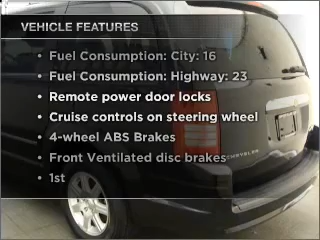 VEHICLE FEATURES
• Fuel Consumption: City: 16
• Fuel Consumption: Highway: 23
• Remote power door locks
• Cruise controls on steering wheel
• 4-wheel ABS Brakes
• Front Ventilated disc brakes
CHRYSLER
• 1st